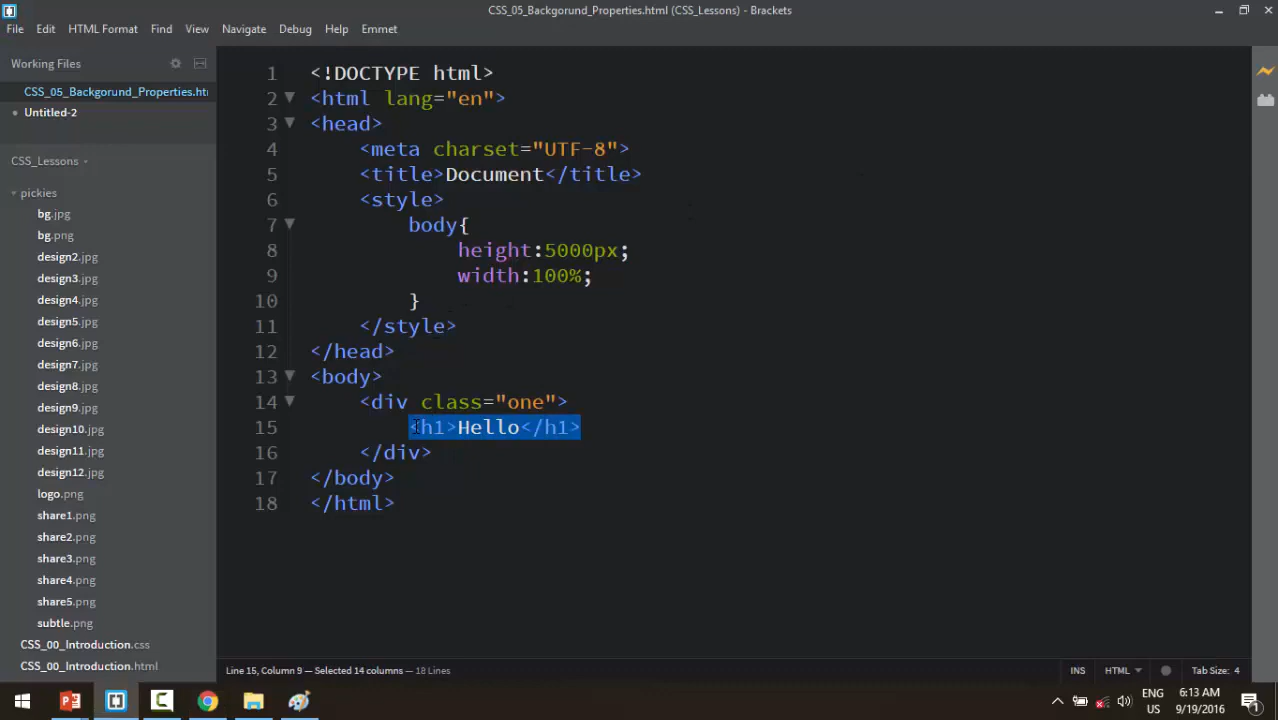 CSS_05_Backgorund_Properties.html (CSS_Lessons) - Brackets
File Edit HTML Format Find View Navigate Debug Help Emmet
Working Files
CSS_05_Backgorund_Properties.ht
Untitled-2
CSS_Lessons
pickies
bg.jpg
bg.png
design2.jpg
design3.jpg
design4.jpg
design5.jpg
design6.jpg
design7.jpg
design8.jpg
design9.jpg
design10.jpg
design11.jpg
design12.jpg
logo.png
share1.png
share2.png
share3.png
share4.png
share5.png
subtle.png
CSS_00_Introduction.css
CSS_00_Introduction.html
1 <!DOCTYPE html>
2 <html lang="en">
3 <head>
4 <meta charset="UTF-8">
5 <title>Document</title>
6 <style>
7 body{
8 height:5000px;
9 width:100%;
10 }
11 </style>
12 </head>
13 <body>
14 <div class="one">
15 <h1>Hello</h1>
16 </div>
17 </body>
18 </html>
Line 15, Column 9 — Selected 14 columns — 18 Lines INS HTML Tab Size: 4
ENG 6:13 AM
US 9/19/2016